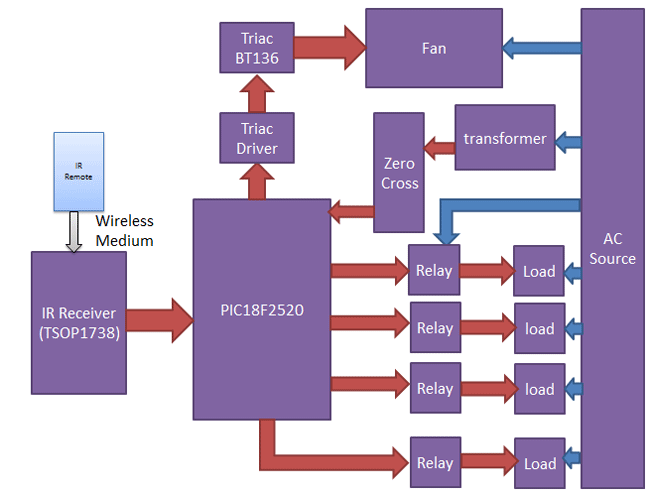 Triac
BT136
Fan
Triac
Driver
transformer
Zero
Cross
IR
Remote
Wireless
Medium
AC
Source
IR Receiver
(TSOP1738)
PIC18F2520
Relay
Load
Relay
load
Relay
load
Relay
Load